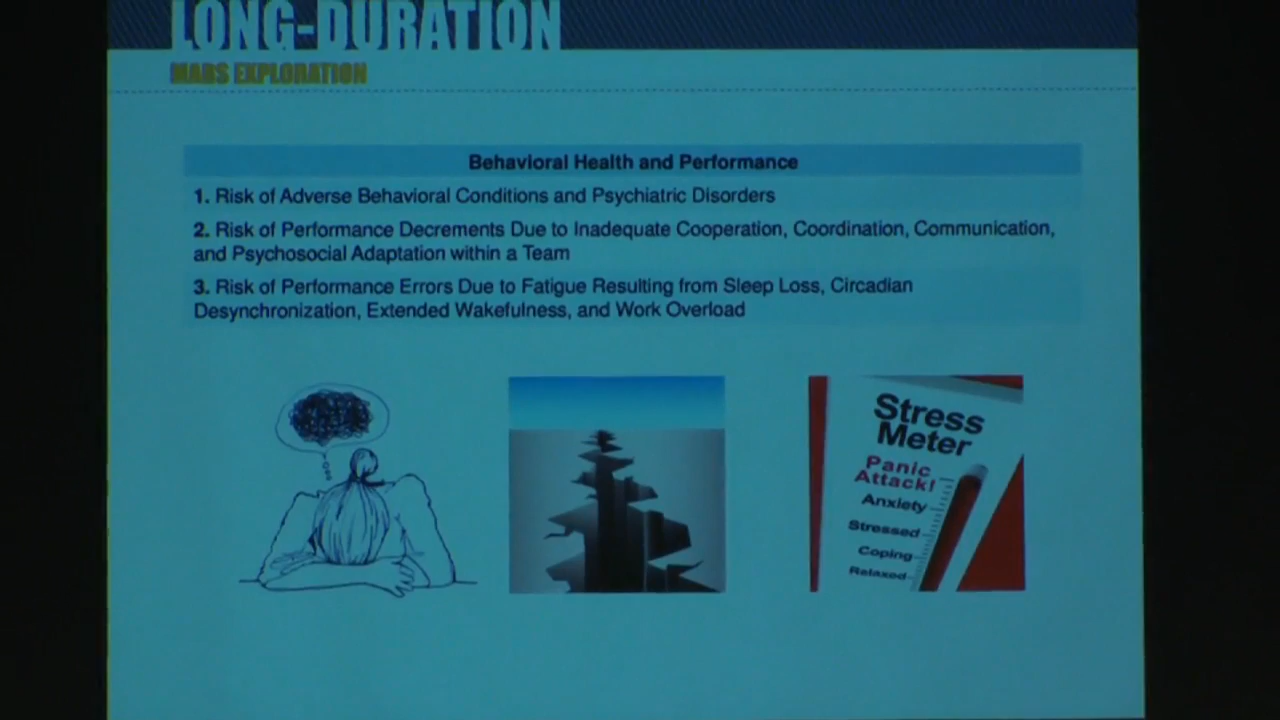 LONG-DURATION
MARS EXPLORATION
Behavioral Health and Performance
1. Risk of Adverse Behavioral Conditions and Psychiatric Disorders
2. Risk of Performance Decrements Due to Inadequate Cooperation, Coordination, Communication,
and Psychosocial Adaptation within a Team
3. Risk of Performance Errors Due to Fatigue Resulting from Sleep Loss, Circadian
Desynchronization, Extended Wakefulness, and Work Overload
Stress
Meter
Panic
Attack!
Anxiety
Stressed
Coping
Relaxed